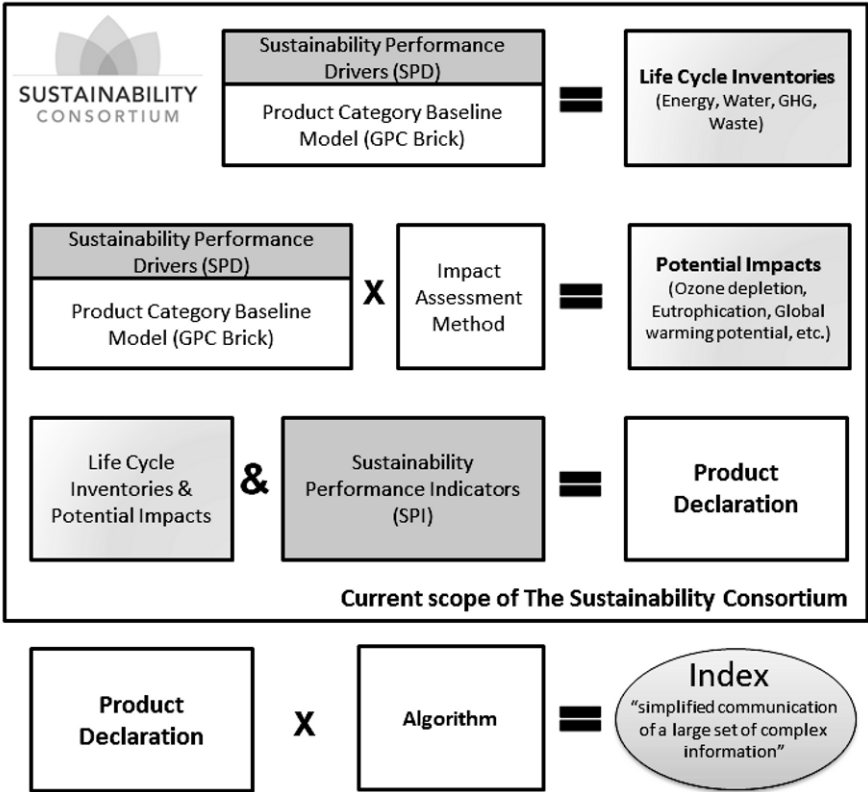 SUSTAINABILITY
CONSORTIUM
Sustainability Performance
Drivers (SPD)
Product Category Baseline
Model (GPC Brick)
=
Life Cycle Inventories
(Energy, Water, GHG,
Waste)
Sustainability Performance
Drivers (SPD)
Product Category Baseline
Model (GPC Brick)
X
Impact
Assessment
Method
=
Potential Impacts
(Ozone depletion,
Eutrophication, Global
warming potential, etc.)
Life Cycle
Inventories &
Potential Impacts
&
Sustainability
Performance Indicators
(SPI)
=
Product
Declaration
Current scope of The Sustainability Consortium
Product
Declaration
X
Algorithm
=
Index
“simplified communication
of a large set of complex
information”